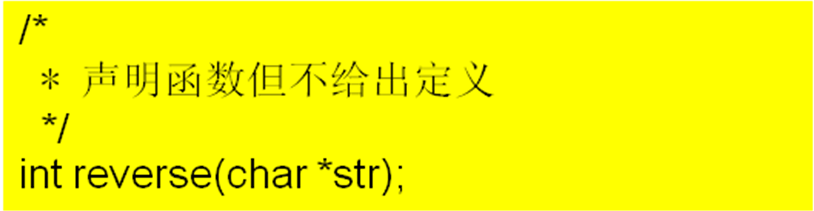 /*
* 声明函数但不给出定义
*/
int reverse(char *str);